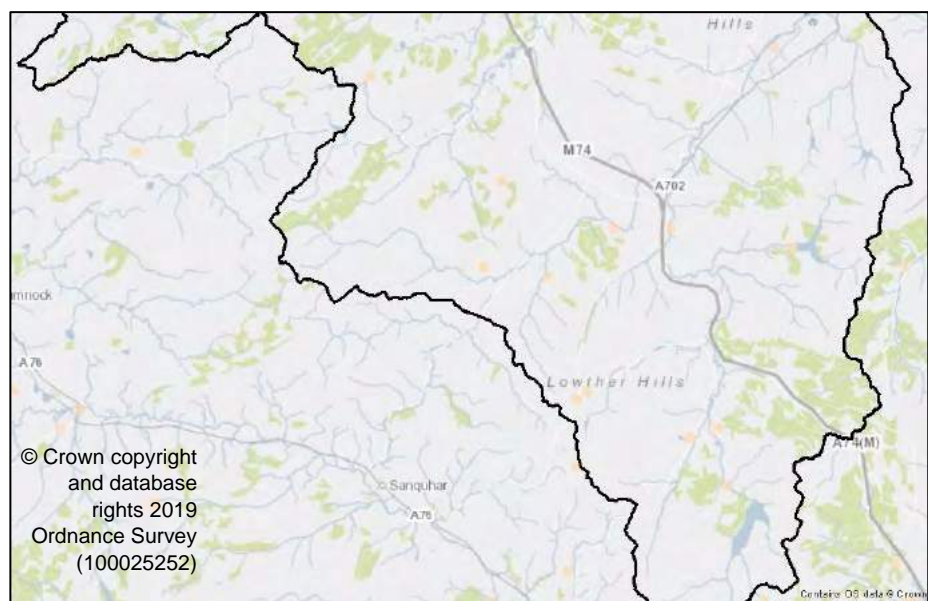 Hills
M74
A702
mnock
A76
Lowther Hills
A74(M)
Sanquhar
A76
© Crown copyright
and database
rights 2019
Ordnance Survey
(100025252)
Contains OS data © Crown